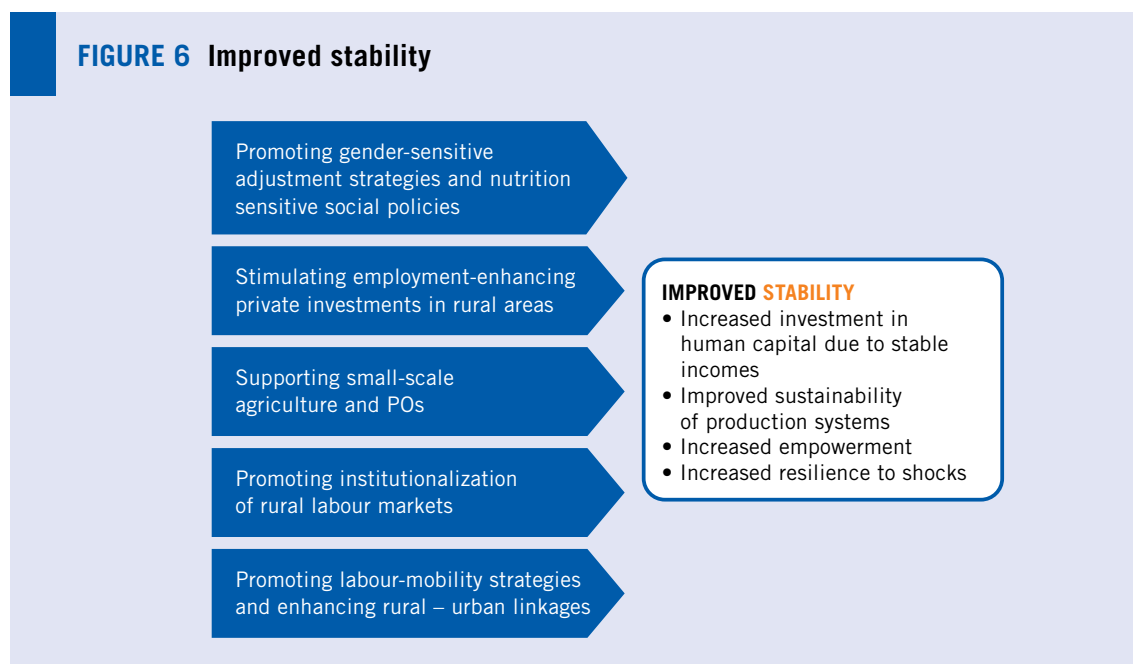 FIGURE 6 Improved stability
Promoting gender-sensitive
adjustment strategies and nutrition
sensitive social policies
Stimulating employment-enhancing
private investments in rural areas
Supporting small-scale
agriculture and POs
Promoting institutionalization
of rural labour markets
Promoting labour-mobility strategies
and enhancing rural – urban linkages
IMPROVED STABILITY
• Increased investment in
human capital due to stable
incomes
• Improved sustainability
of production systems
• Increased empowerment
• Increased resilience to shocks